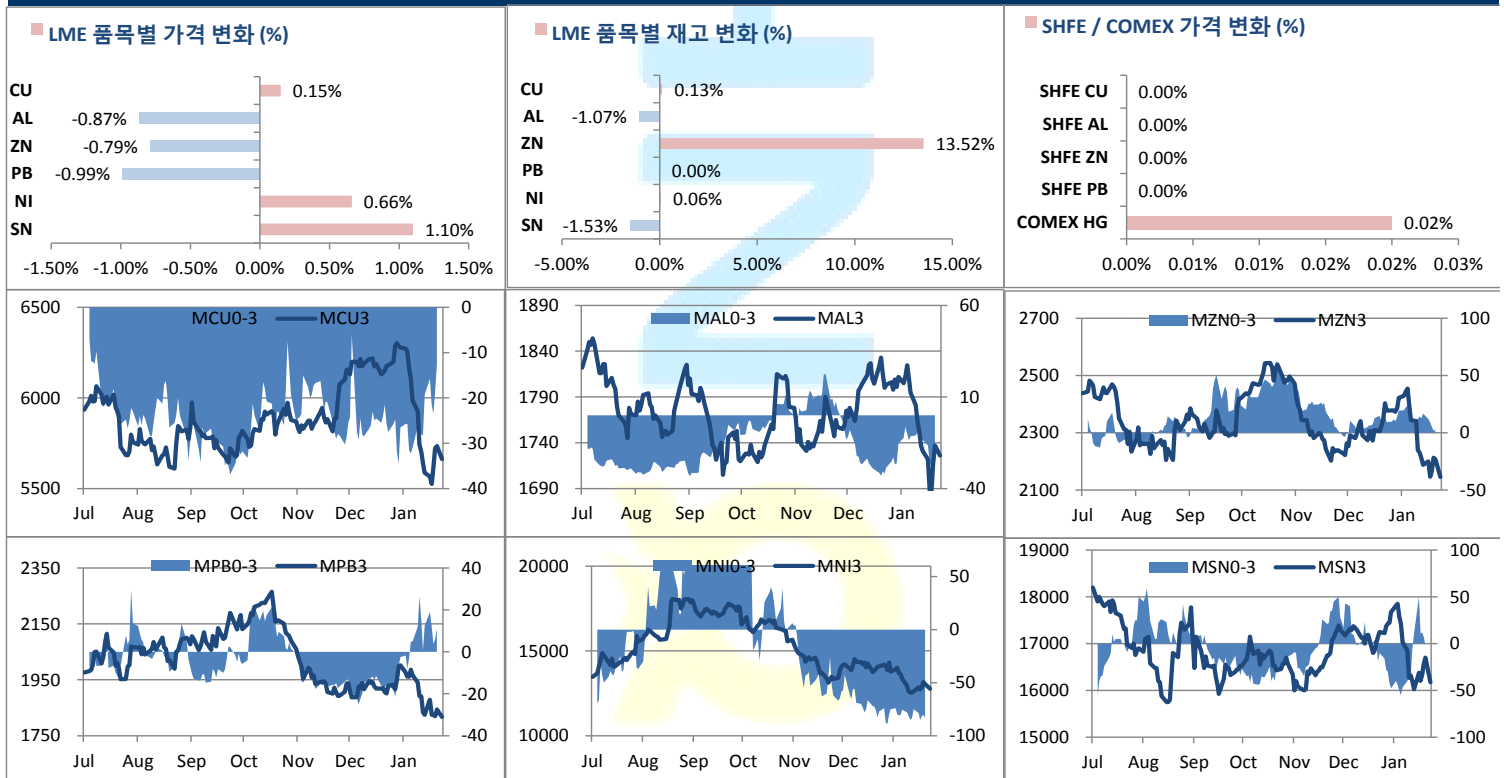 LME 품목별 가격 변화 (%)
CU 0.15%
AL -0.87%
ZN -0.79%
PB -0.99%
NI 0.66%
SN 1.10%
-1.50% -1.00% -0.50% 0.00% 0.50% 1.00% 1.50%
LME 품목별 재고 변화 (%)
CU 0.13%
AL -1.07%
ZN 13.52%
PB 0.00%
NI 0.06%
SN -1.53%
-5.00% 0.00% 5.00% 10.00% 15.00%
SHFE / COMEX 가격 변화 (%)
SHFE CU 0.00%
SHFE AL 0.00%
SHFE ZN 0.00%
SHFE PB 0.00%
COMEX HG 0.02%
0.00% 0.01% 0.01% 0.02% 0.02% 0.03%
MCU0-3 MCU3
6500 0
-10
6000 -20
-30
5500 -40
Jul Aug Sep Oct Nov Dec Jan
MAL0-3 MAL3
1890 60
1840
1790 10
1740
1690 -40
Jul Aug Sep Oct Nov Dec Jan
MZN0-3 MZN3
2700 100
2500 50
2300 0
2100 -50
Jul Aug Sep Oct Nov Dec Jan
MPB0-3 MPB3
2350 40
2150 20
0
1950 -20
1750 -40
Jul Aug Sep Oct Nov Dec Jan
MNI0-3 MNI3
20000 50
15000 0
-50
10000 -100
Jul Aug Sep Oct Nov Dec Jan
MSN0-3 MSN3
19000 100
18000 50
17000 0
16000 -50
15000 -100
Jul Aug Sep Oct Nov Dec Jan